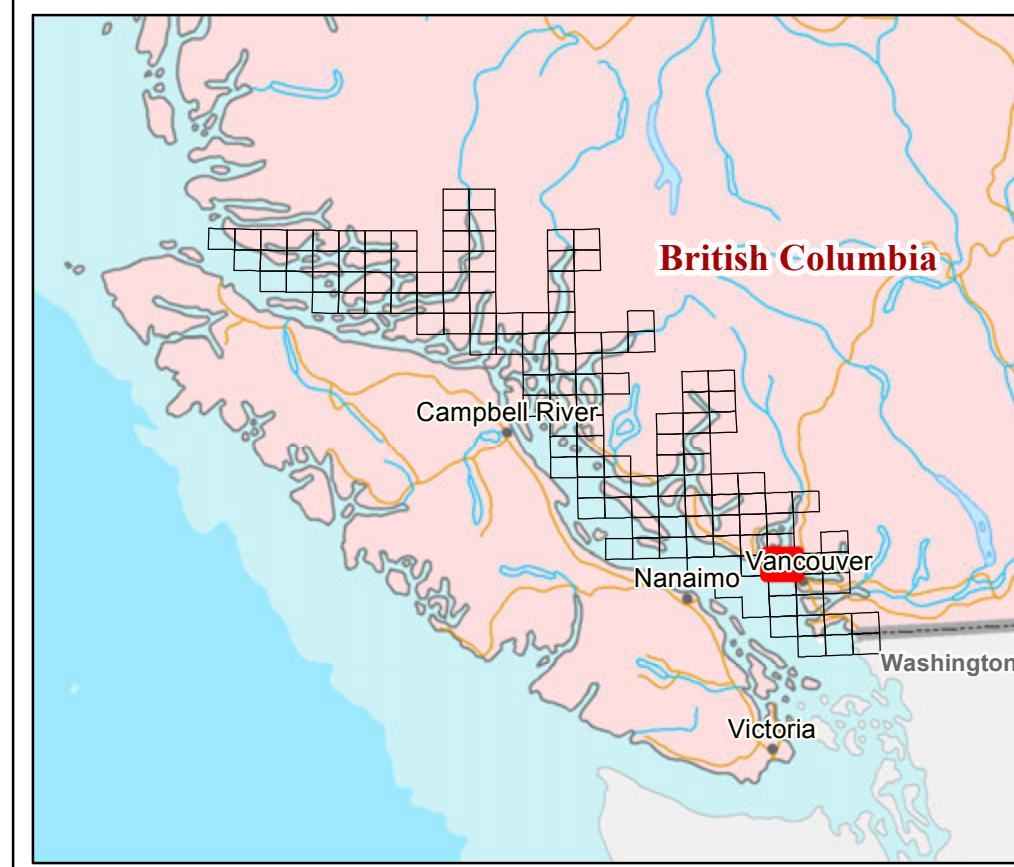 British Columbia
Campbell River
Vancouver
Nanaimo
Washington
Victoria